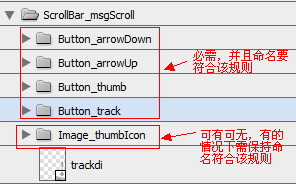 ScrollBar_msgScroll
Button_arrowDown
Button_arrowUp
必需，并且命名要
符合该规则
Button_thumb
Button_track
Image_thumbIcon
可有可无，有的
情况下需保持命
名符合该规则
trackdi